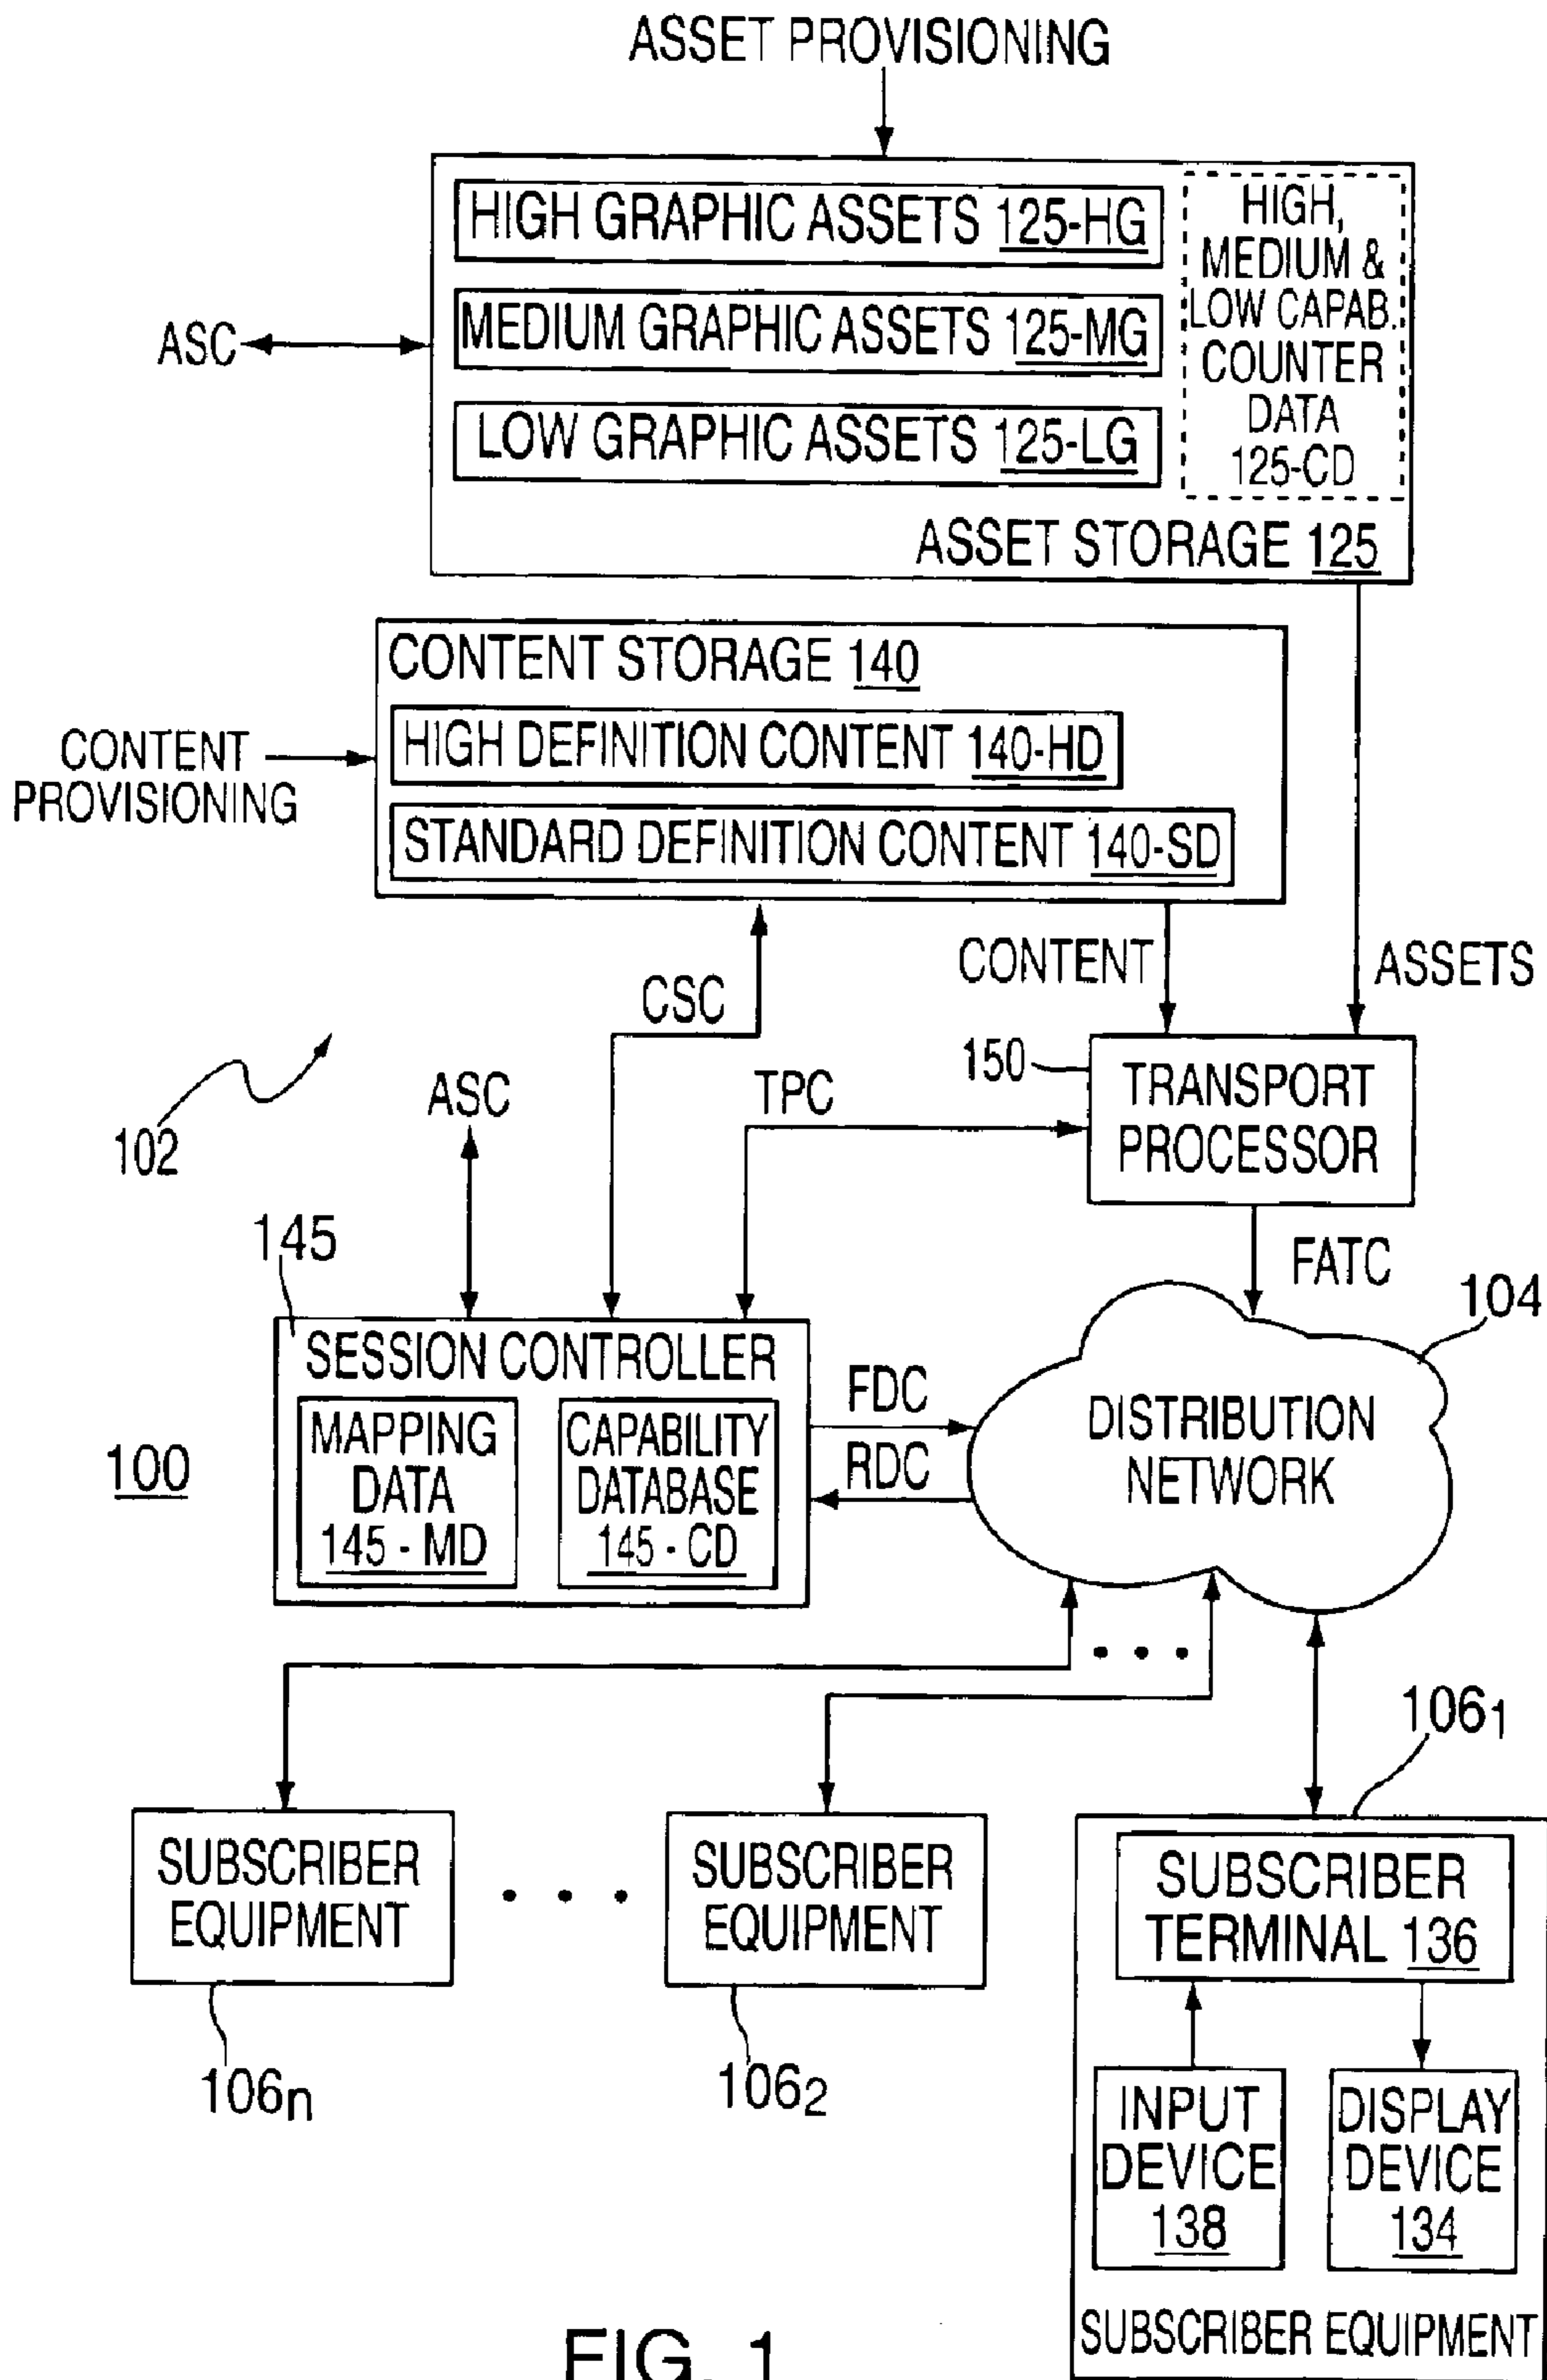 ASSET PROVISIONING
HIGH GRAPHIC ASSETS 125-HG
MEDIUM GRAPHIC ASSETS 125-MG
LOW GRAPHIC ASSETS 125-LG
HIGH,
MEDIUM &
LOW CAPAB.
COUNTER
DATA
125-CD
ASC
ASSET STORAGE 125
CONTENT STORAGE 140
HIGH DEFINITION CONTENT 140-HD
STANDARD DEFINITION CONTENT 140-SD
CONTENT
PROVISIONING
CONTENT
ASSETS
CSC
102
ASC
TPC
150
TRANSPORT
PROCESSOR
FATC
104
145
SESSION CONTROLLER
MAPPING
DATA
145 - MD
CAPABILITY
DATABASE
145 - CD
FDC
RDC
DISTRIBUTION
NETWORK
100
. . .
1061
SUBSCRIBER
EQUIPMENT
. . .
SUBSCRIBER
EQUIPMENT
SUBSCRIBER
TERMINAL 136
106n
1062
INPUT
DEVICE
138
DISPLAY
DEVICE
134
SUBSCRIBER EQUIPMENT
FIG. 1